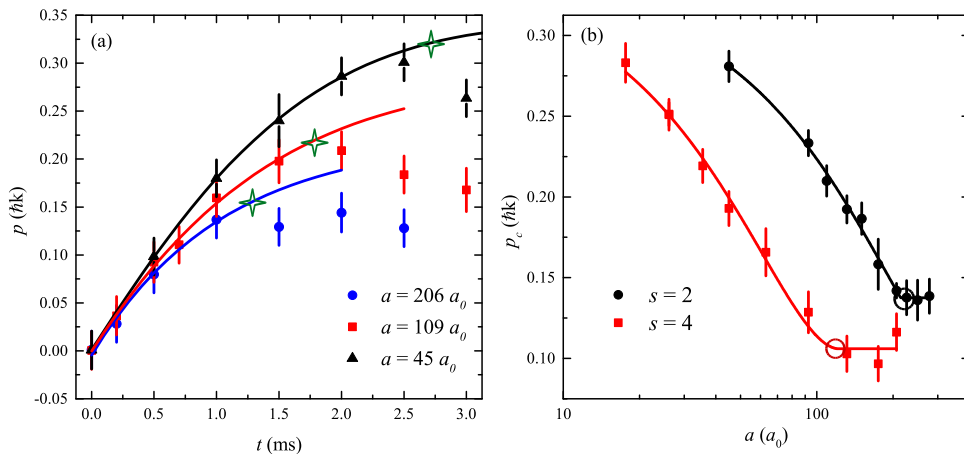 (a)
0.30
0.25
0.20
0.15
0.10
0.05
0.00
-0.05
p (ħk)
0.0 0.5 1.0 1.5 2.0 2.5 3.0
t (ms)
a = 206 a0
a = 109 a0
a = 45 a0
(b)
0.30
0.25
0.20
0.15
0.10
pc (ħk)
10 100
a (a0)
s = 2
s = 4